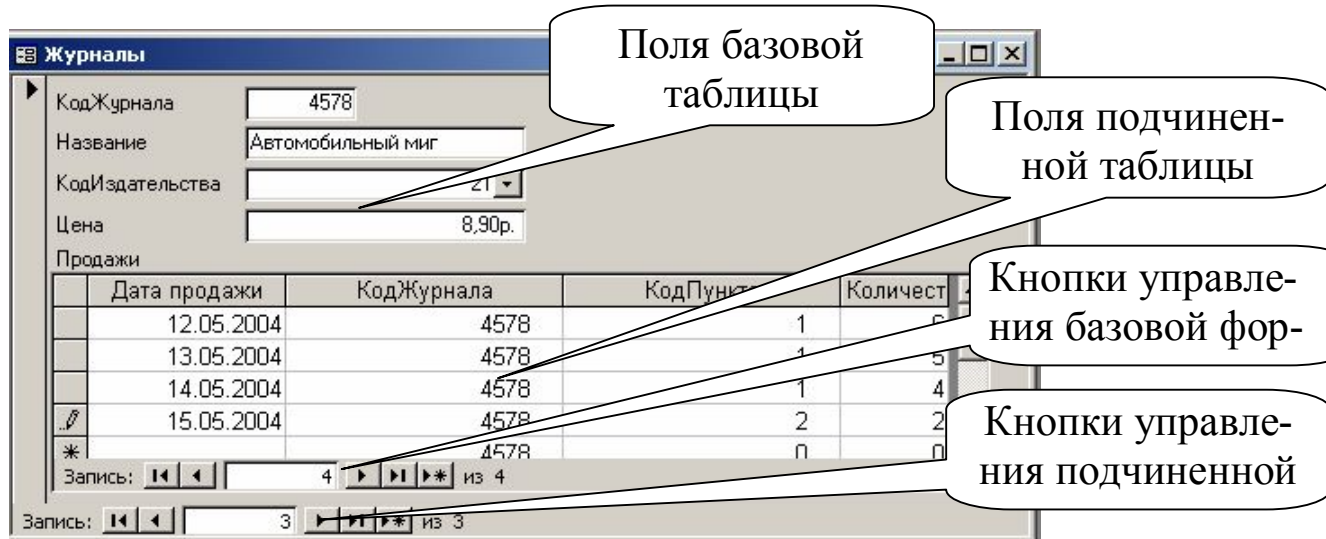 Журналы
Поля базовой
таблицы
КодЖурнала 4578
Название Автомобильный миг
КодИздательства 21
Цена 8,90р.
Поля подчинен-
ной таблицы
Продажи
Дата продажи КодЖурнала КодПункта Количест
12.05.2004 4578 1
13.05.2004 4578 1 5
14.05.2004 4578 1 4
15.05.2004 4578 2 2
4578 0 0
Кнопки управле-
ния базовой фор-
Запись: 4 из 4
Кнопки управле-
ния подчиненной
Запись: 3 из 3